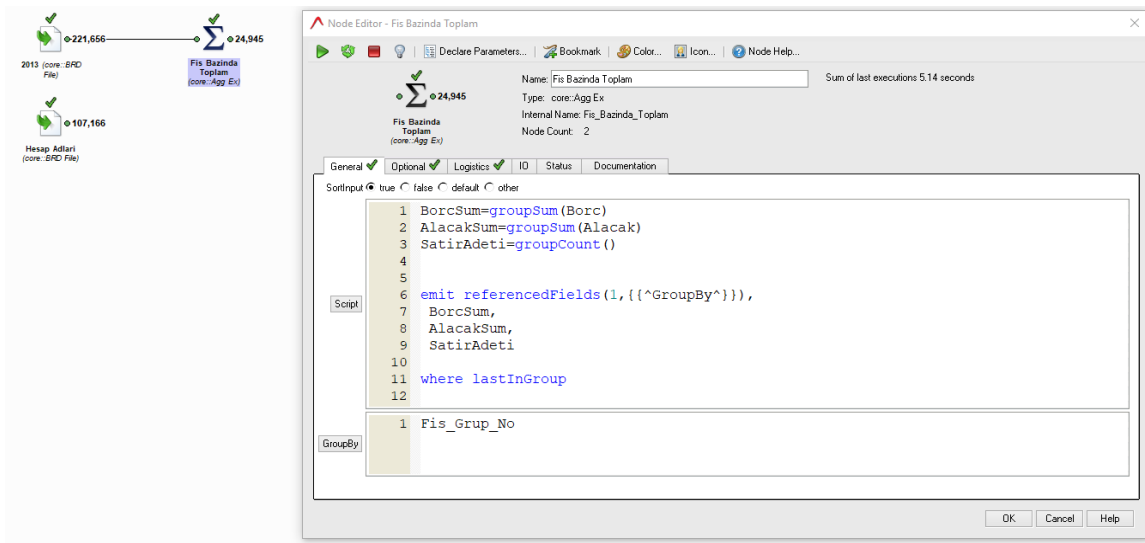 221,656
24,945
2013 (core::BRD
File)
Fis Bazinda
Toplam
(core::Agg Ex)
107,166
Hesap Adlari
(core::BRD File)
Node Editor - Fis Bazinda Toplam
Declare Parameters... Bookmark Color... Icon... Node Help...
24,945
Fis Bazinda
Toplam
(core::Agg Ex)
Name: Fis Bazinda Toplam
Sum of last executions 5.14 seconds
Type: core::Agg Ex
Internal Name: Fis_Bazinda_Toplam
Node Count: 2
General Optional Logistics IO Status Documentation
SortInput true false default other
Script
1 BorcSum=groupSum(Borc)
2 AlacakSum=groupSum(Alacak)
3 SatirAdeti=groupCount()
4
5
6 emit referencedFields(1,{{^GroupBy^}}),
7 BorcSum,
8 AlacakSum,
9 SatirAdeti
10
11 where lastInGroup
12
GroupBy
1 Fis_Grup_No
OK Cancel Help